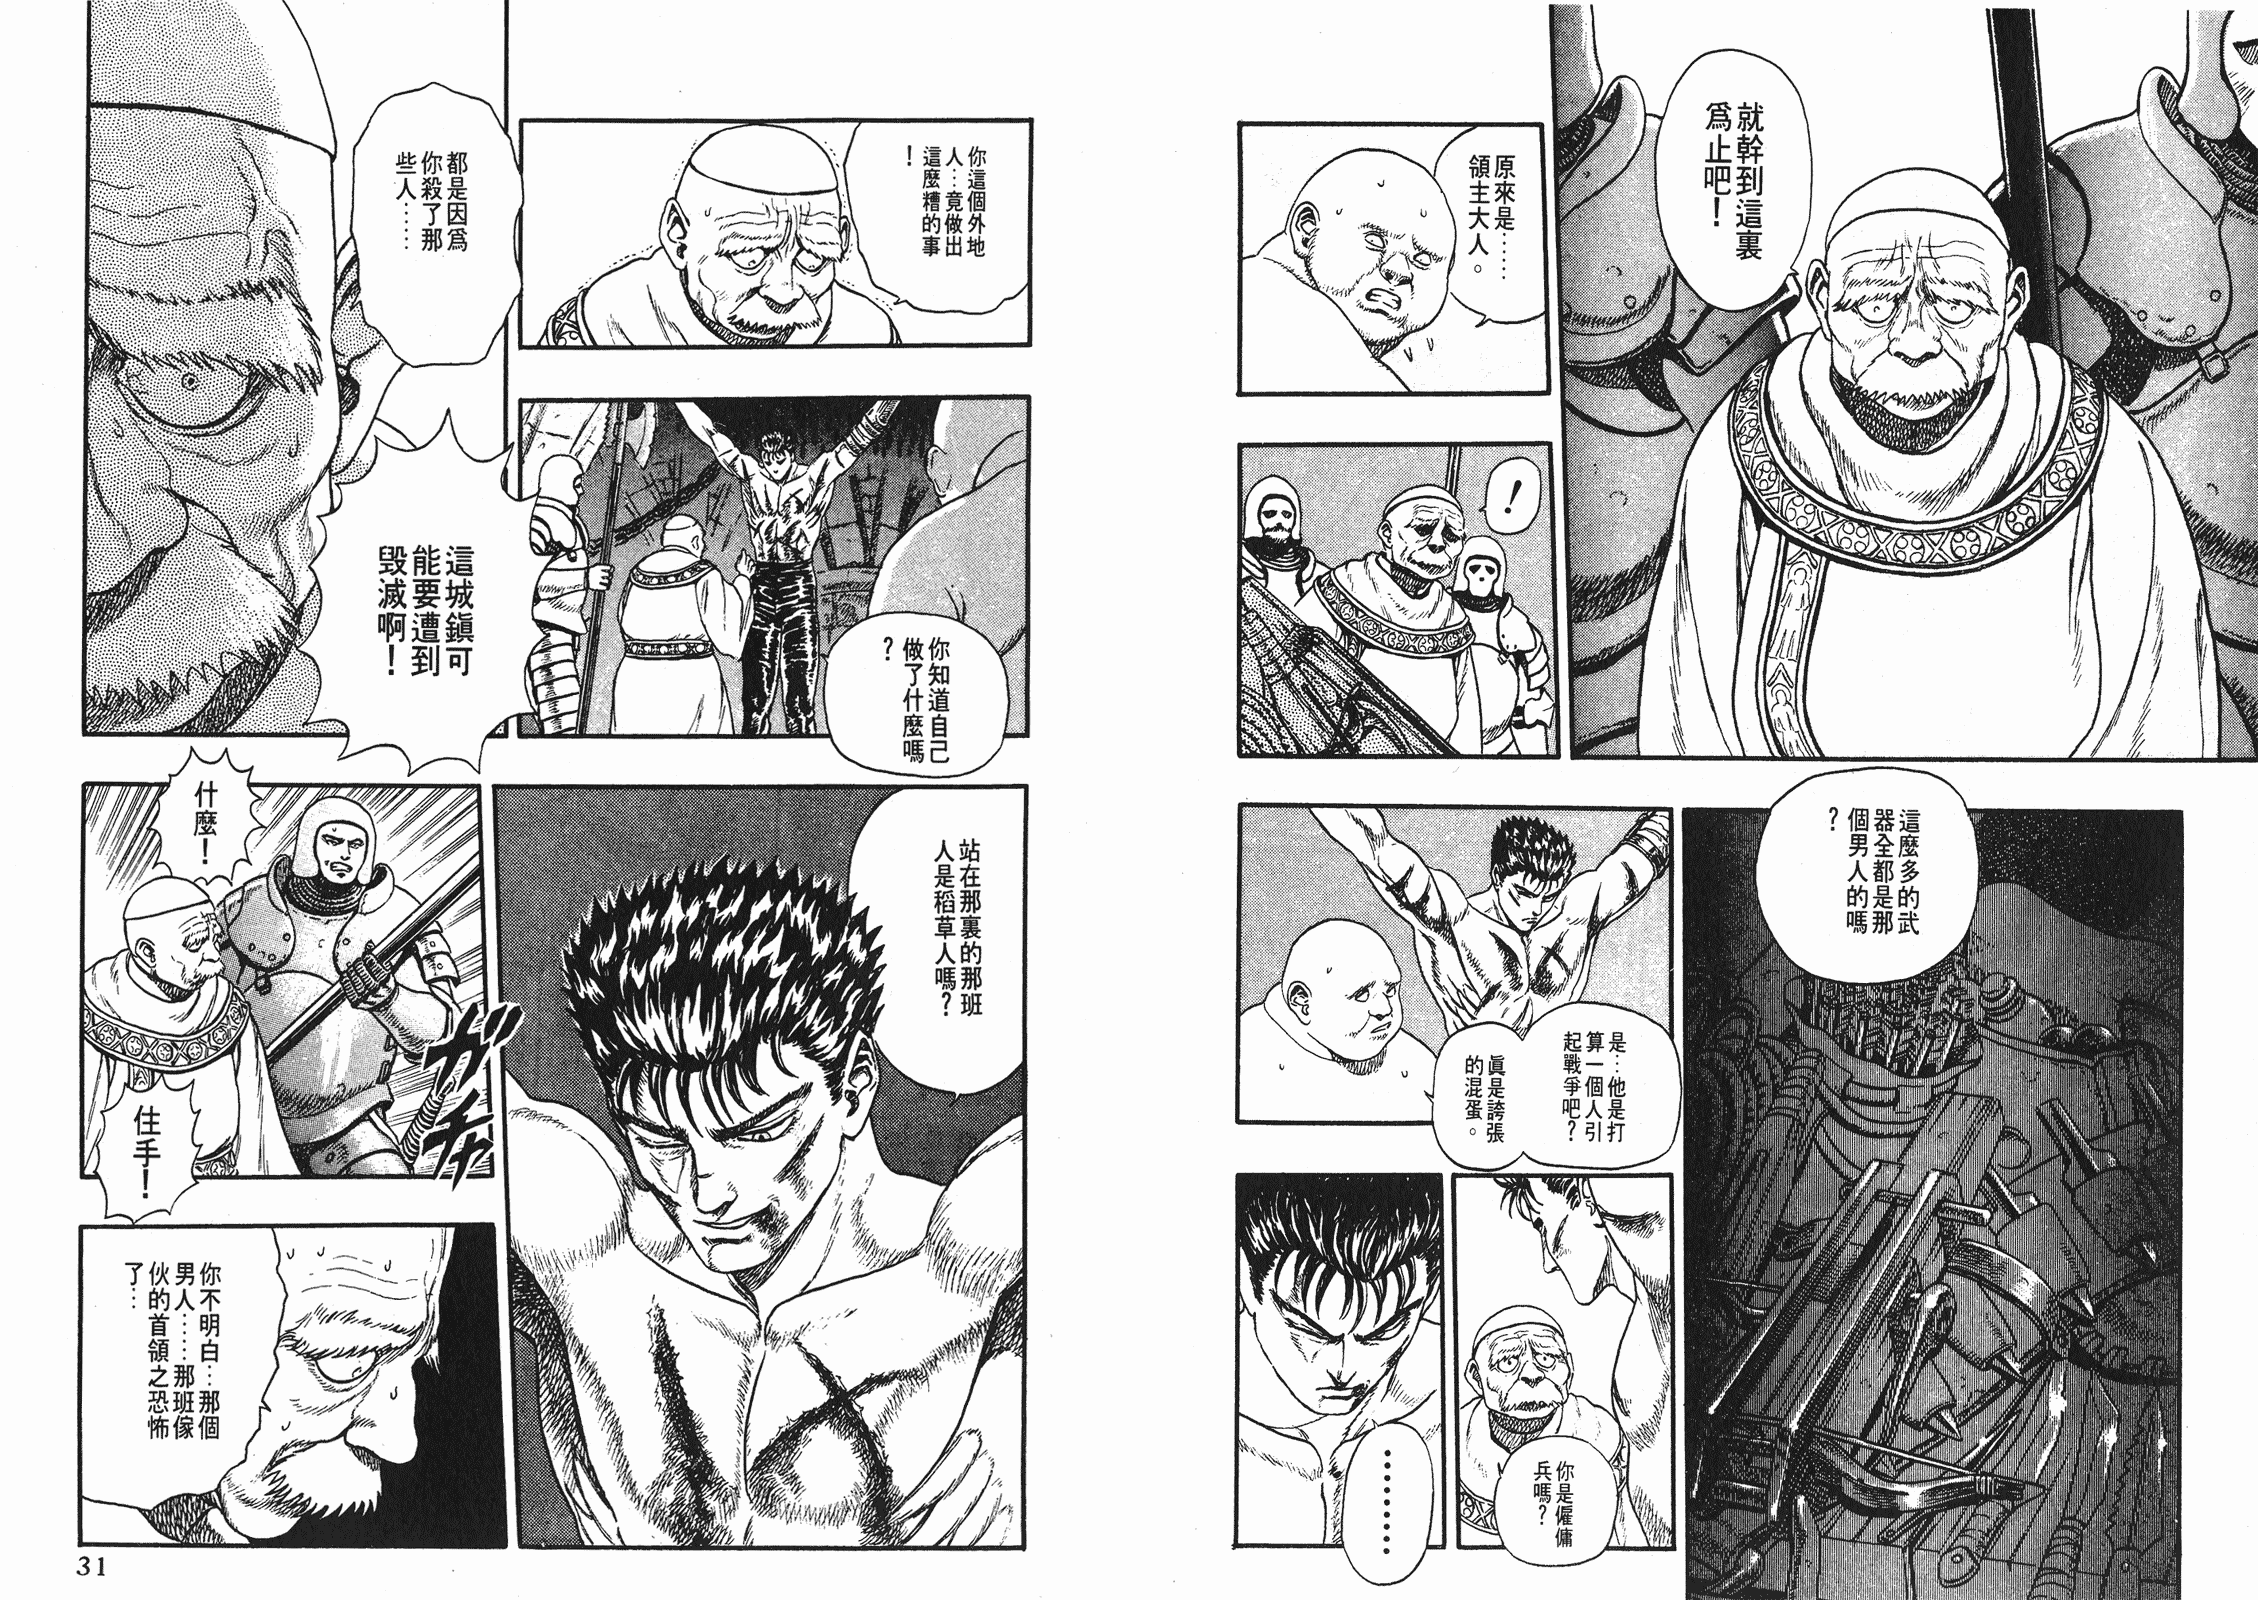 就幹到這裏
爲止吧！
原來是……
領主大人。
！
這麼多的武
器全都是那
個男人的嗎
？
是…他是打
算一個人引
起戰爭吧？
眞是誇張
的混蛋。
你是僱傭
兵嗎？
………
你這個外地
人…竟做出
這麼糟的事
！
你知道自己
做了什麼嗎
？
都是因爲
你殺了那
些人……
這城鎮可
能要遭到
毀滅啊！
站在那裏的那班
人是稻草人嗎？
什麼！
ガチャ
住手！
你不明白…那個
男人……那班傢
伙的首領之恐怖
了…
31